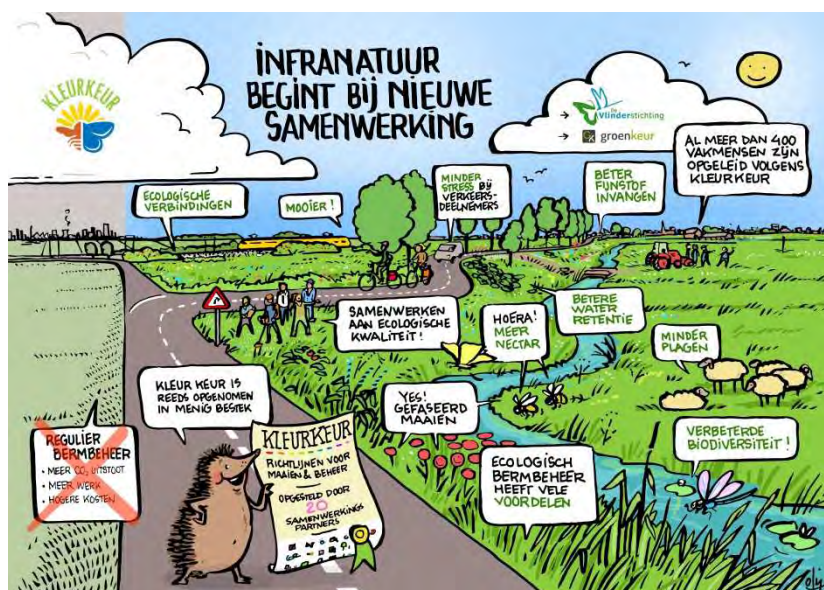 INFRANATUUR
BEGINT BIJ NIEUWE
SAMENWERKING
KLEURKEUR
De
Vlinderstichting
groenkeur
AL MEER DAN 400
VAKMENSEN ZIJN
OPGELEID VOLGENS
KLEURKEUR
ECOLOGISCHE
VERBINDINGEN
MOOIER!
MINDER
STRESS BIJ
VERKEERS-
DEELNEMERS
BETER
FIJNSTOF
INVANGEN
SAMENWERKEN
AAN ECOLOGISCHE
KWALITEIT!
HOERA!
MEER
NECTAR
BETERE
WATER
RETENTIE
MINDER
PLAGEN
KLEUR KEUR IS
REEDS OPGENOMEN
IN MENIG BESTEK
YES!
GEFASEERD
MAAIEN
REGULIER
BERMBEHEER
• MEER CO2 UITSTOOT
• MEER WERK
• HOGERE KOSTEN
KLEURKEUR
RICHTLIJNEN VOOR
MAAIEN & BEHEER
OPGESTELD DOOR
20
SAMENWERKINGS
PARTNERS
ECOLOGISCH
BERMBEHEER
HEEFT VELE
VOORDELEN
VERBETERDE
BIODIVERSITEIT!